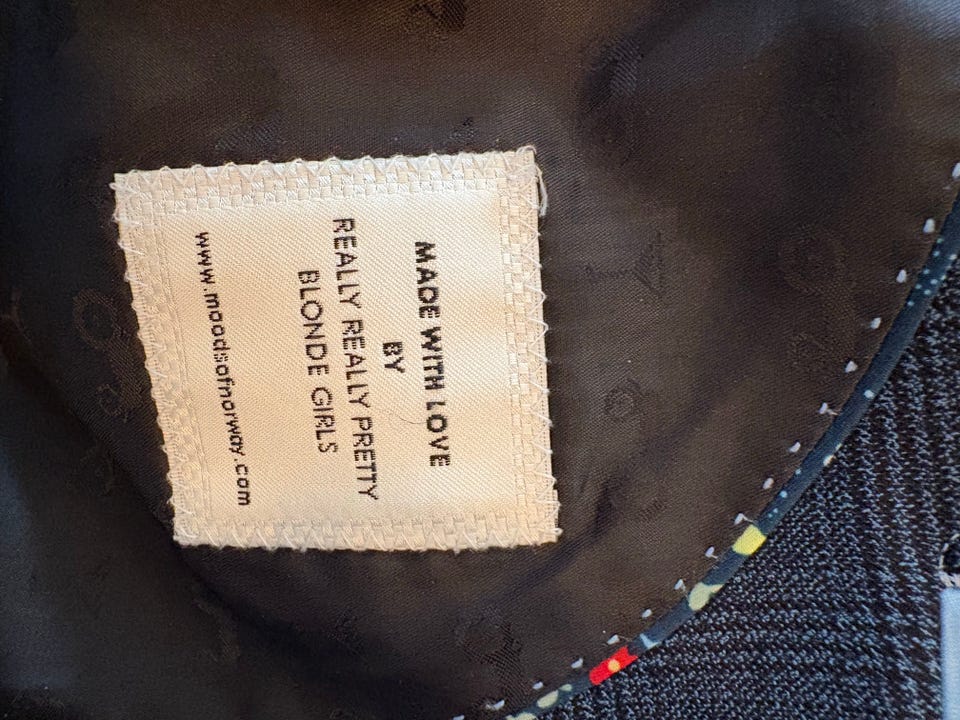 MADE WITH LOVE
BY
REALLY REALLY PRETTY
BLONDE GIRLS
www.moodsofnorway.com